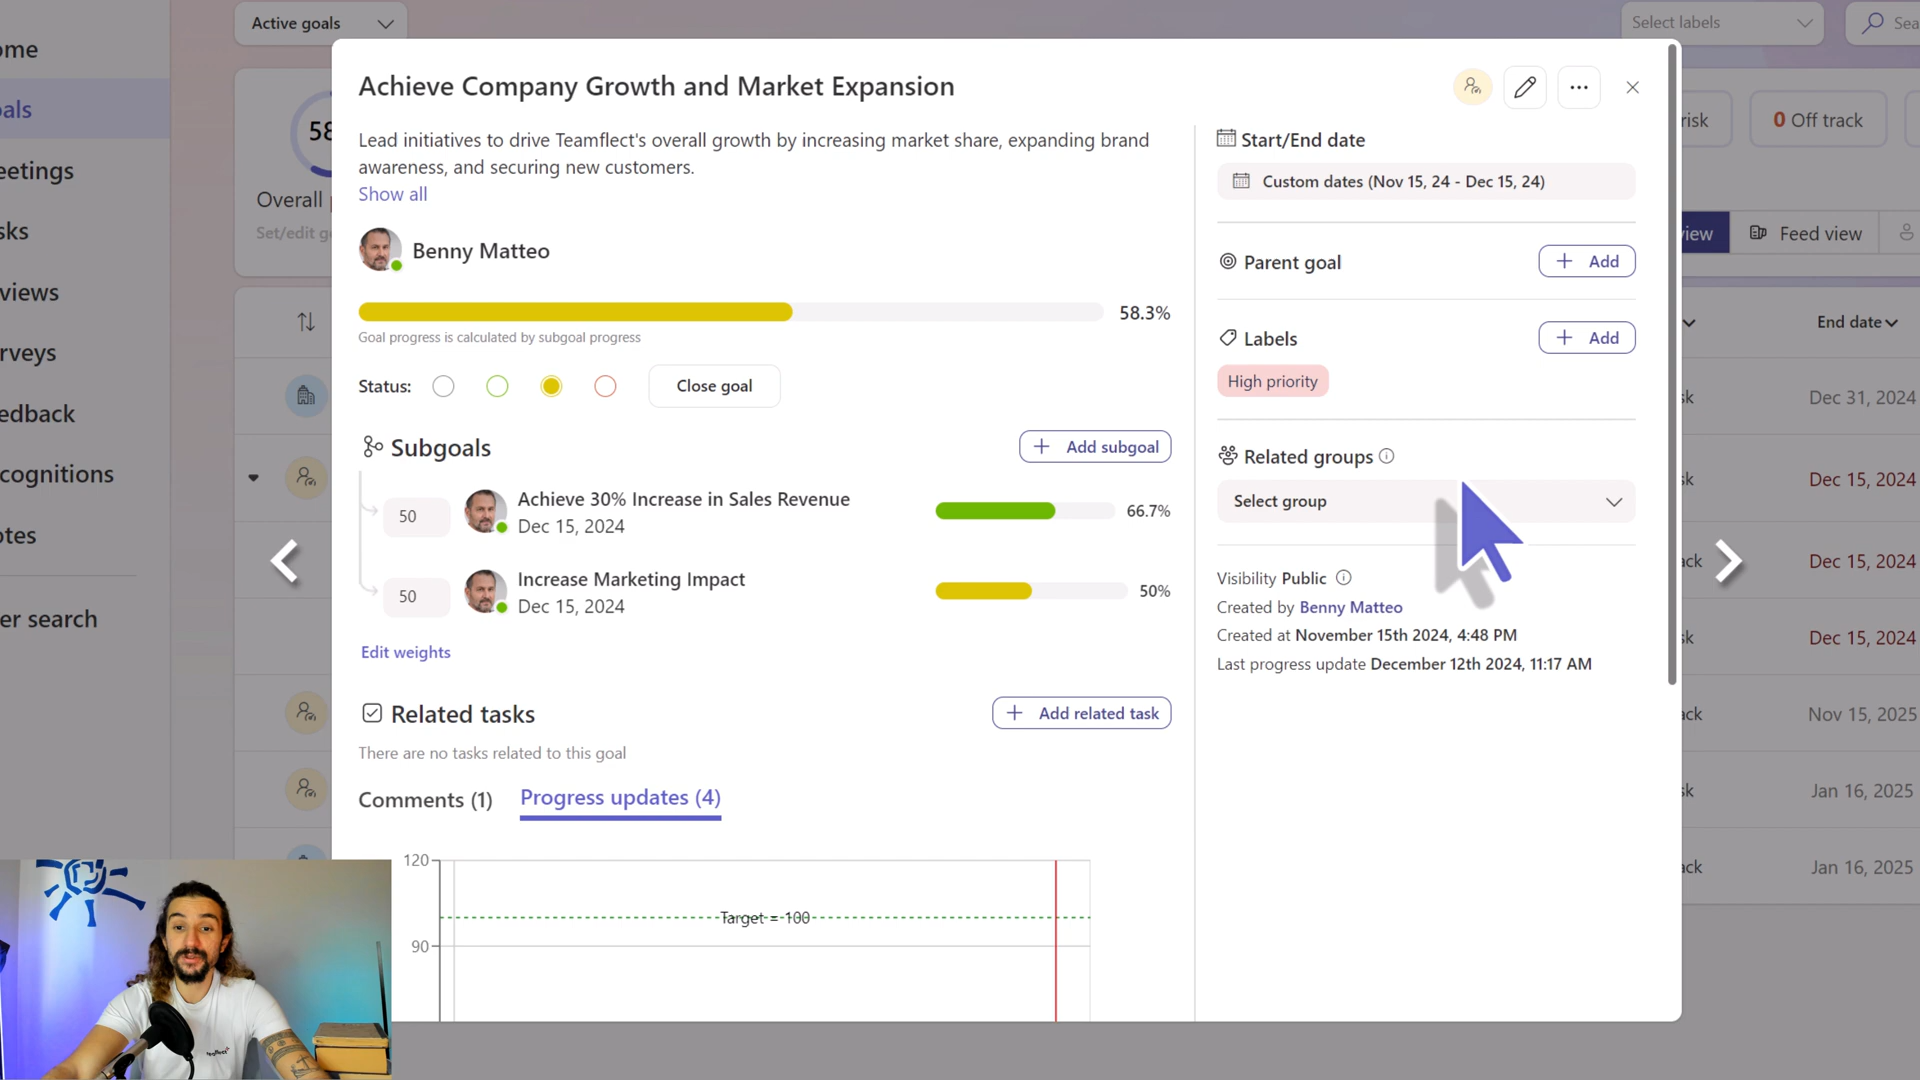 Active goals
Select labels
Sea
ome
als
eetings
sks
views
rveys
edback
cognitions
otes
er search
58
Overall
Set/edit g
risk
0 Off track
iew
Feed view
End date
sk
Dec 31, 2024
sk
Dec 15, 2024
ack
Dec 15, 2024
sk
Dec 15, 2024
ack
Nov 15, 2025
sk
Jan 16, 2025
ack
Jan 16, 2025
Achieve Company Growth and Market Expansion
Lead initiatives to drive Teamflect's overall growth by increasing market share, expanding brand
awareness, and securing new customers.
Show all
Benny Matteo
58.3%
Goal progress is calculated by subgoal progress
Status:
Close goal
Subgoals
Add subgoal
50
Achieve 30% Increase in Sales Revenue
Dec 15, 2024
66.7%
50
Increase Marketing Impact
Dec 15, 2024
50%
Edit weights
Related tasks
Add related task
There are no tasks related to this goal
Comments (1)
Progress updates (4)
120
Target = 100
90
Start/End date
Custom dates (Nov 15, 24 - Dec 15, 24)
Parent goal
Add
Labels
Add
High priority
Related groups
Select group
Visibility Public
Created by Benny Matteo
Created at November 15th 2024, 4:48 PM
Last progress update December 12th 2024, 11:17 AM